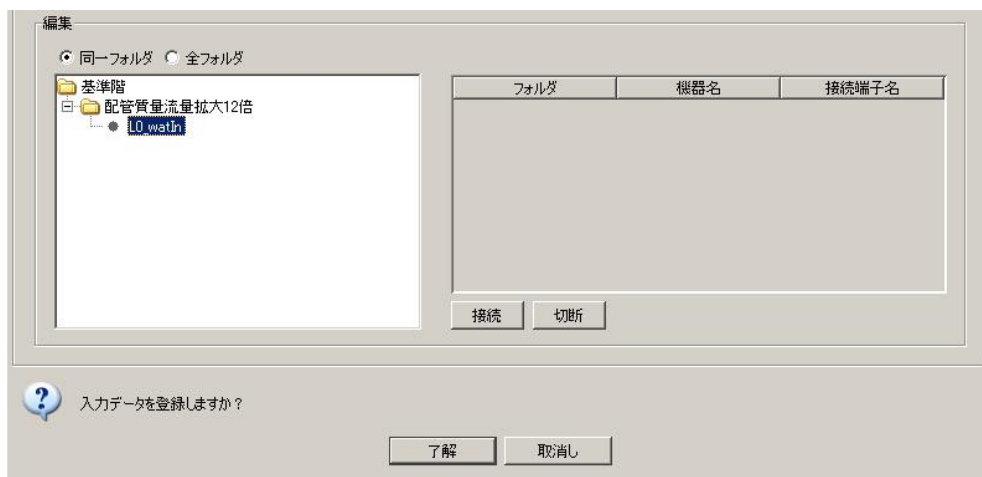 編集
同一フォルダ 全フォルダ
基準階
配管質量流量拡大12倍
LO_watIn
フォルダ 機器名 接続端子名
接続 切断
入力データを登録しますか？
了解 取消し